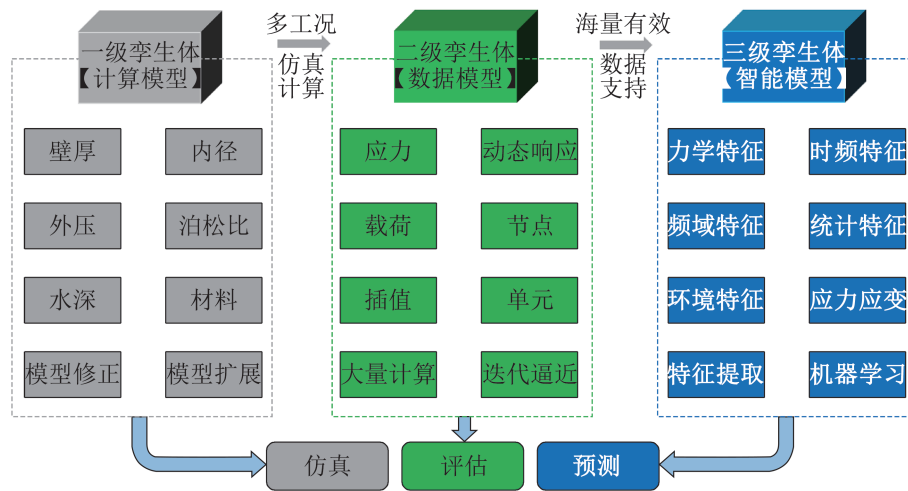 一级孪生体
【计算模型】
多工况
仿真
计算
二级孪生体
【数据模型】
海量有效
数据
支持
三级孪生体
【智能模型】
壁厚
内径
外压
泊松比
水深
材料
模型修正
模型扩展
应力
动态响应
载荷
节点
插值
单元
大量计算
迭代逼近
力学特征
时频特征
频域特征
统计特征
环境特征
应力应变
特征提取
机器学习
仿真
评估
预测